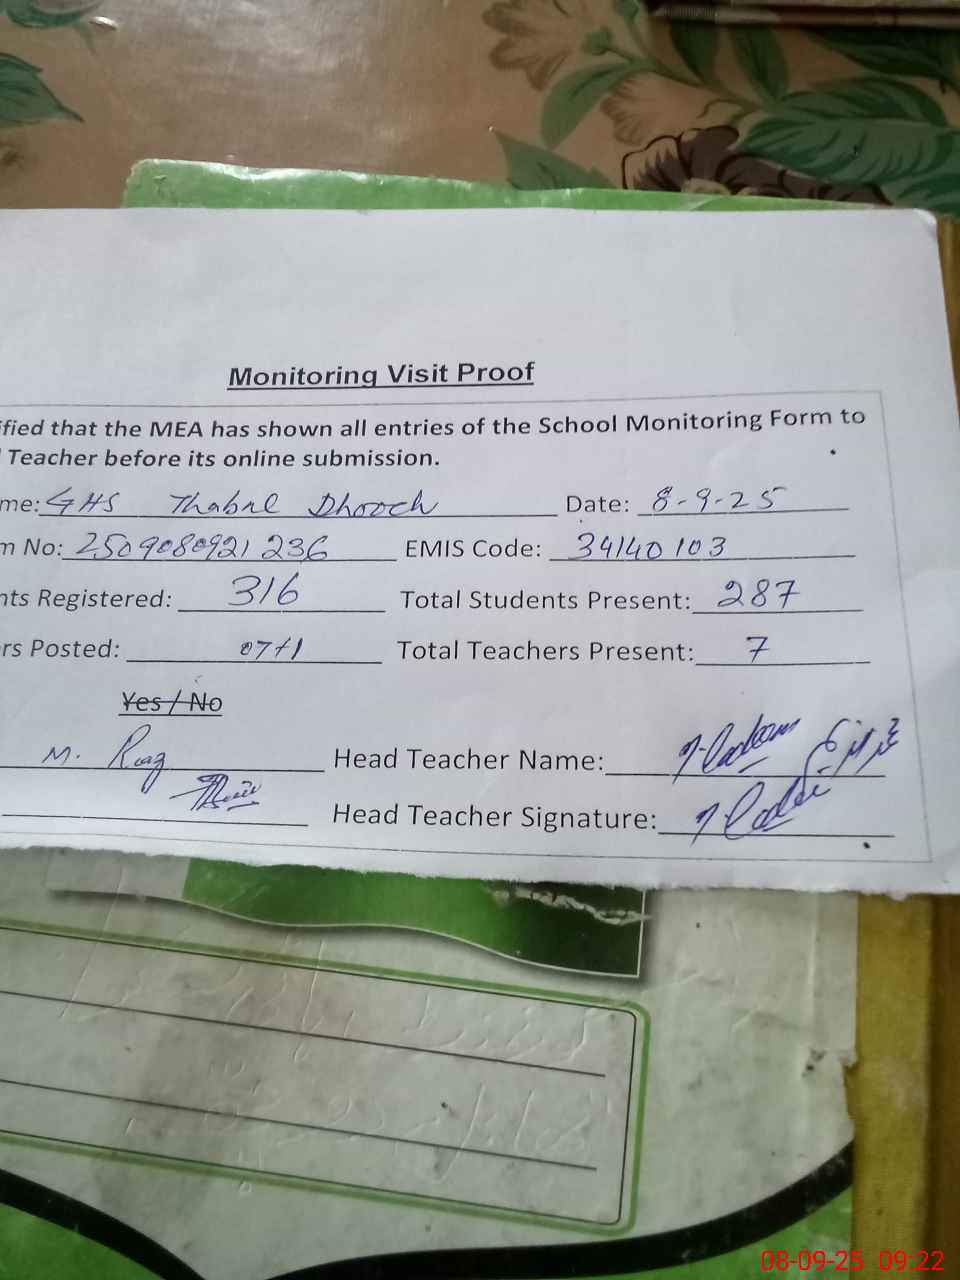 Monitoring Visit Proof
ified that the MEA has shown all entries of the School Monitoring Form to
Teacher before its online submission.
me: GHS Thabal Dhooch Date: 8-9-25
m No: 2509080921236 EMIS Code: 34140103
nts Registered: 316 Total Students Present: 287
rs Posted: 07+1 Total Teachers Present: 7
Yes / No
M. Riaz Head Teacher Name:
Head Teacher Signature:
08-09-25 09:22